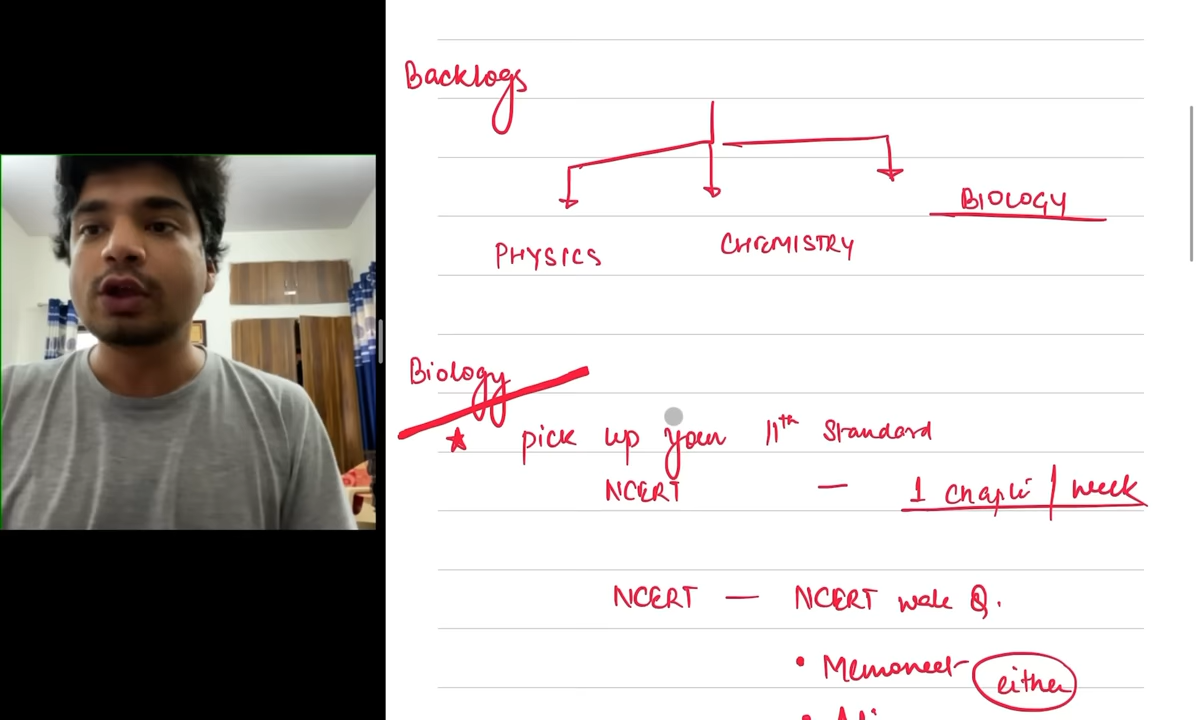 Backlogs
BIOLOGY
PHYSICS
CHEMISTRY
Biology
★ pick up your 11th Standard
NCERT — 1 chapter / week
NCERT — NCERT wale Q.
• Memoneet
either